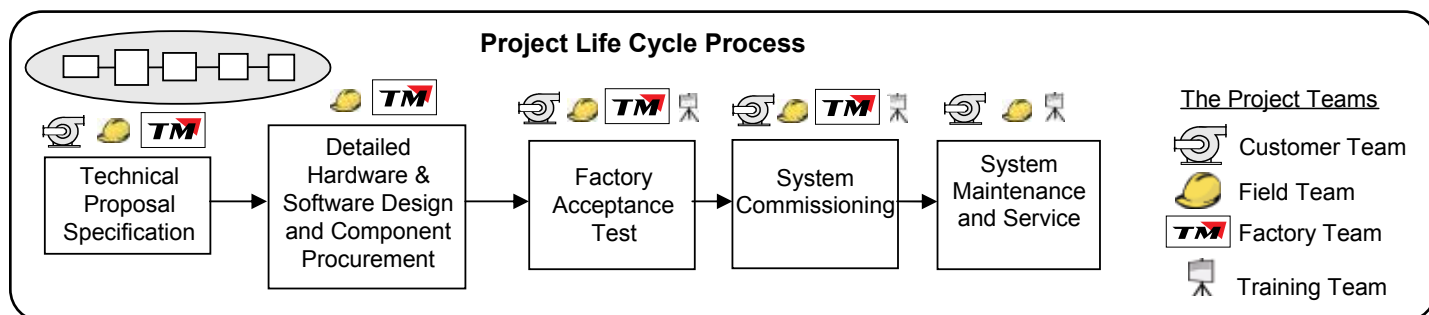 Project Life Cycle Process
TM
TM
TM
TM
Technical
Proposal
Specification
Detailed
Hardware &
Software Design
and Component
Procurement
Factory
Acceptance
Test
System
Commissioning
System
Maintenance
and Service
The Project Teams
Customer Team
Field Team
TM Factory Team
Training Team